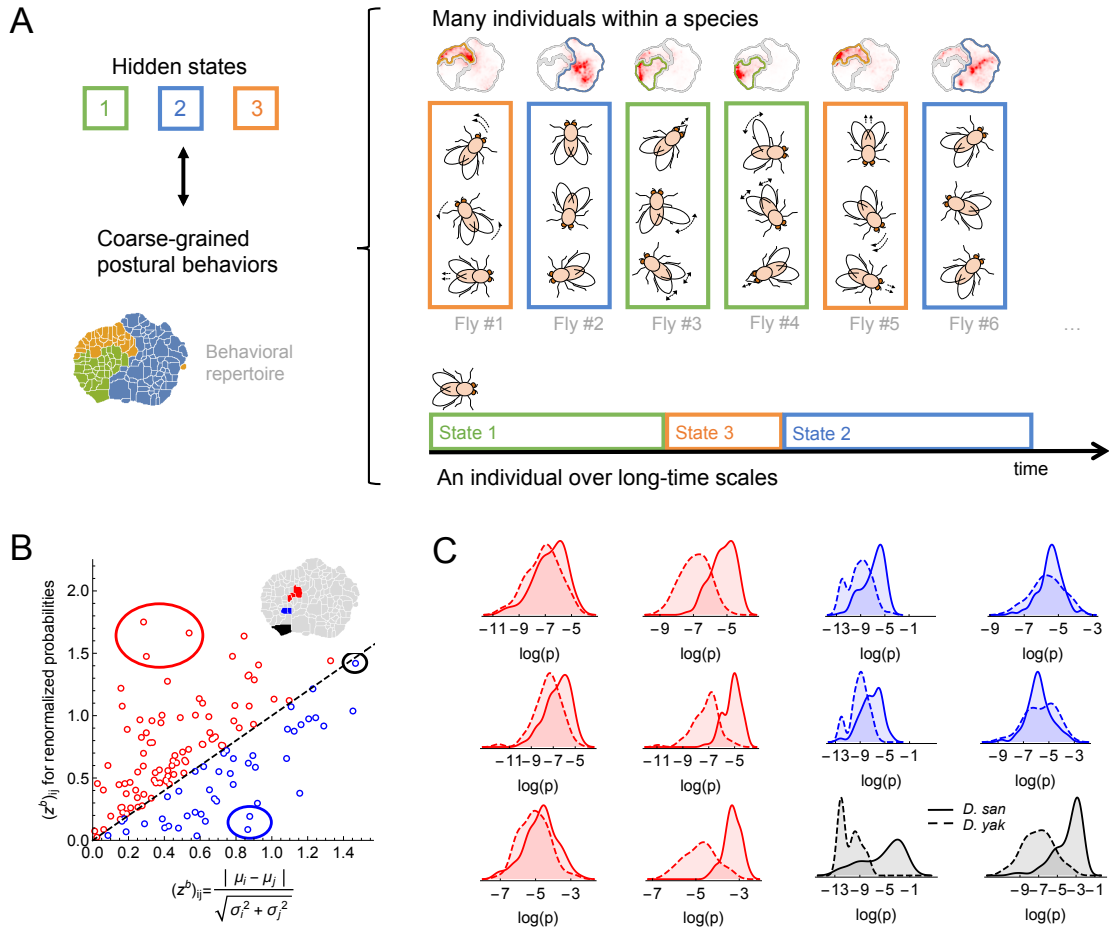 A
Hidden states
1 2 3
Coarse-grained
postural behaviors
Behavioral
repertoire
Many individuals within a species
Fly #1 Fly #2 Fly #3 Fly #4 Fly #5 Fly #6 ...
State 1 State 3 State 2
time
An individual over long-time scales
B
(z^b)_ij for renormalized probabilities
2.0
1.5
1.0
0.5
0.0
0.0 0.2 0.4 0.6 0.8 1.0 1.2 1.4
(z^b)_ij = | μ_i − μ_j | / √(σ_i² + σ_j²)
C
−11 −9 −7 −5
log(p)
−11 −9 −7 −5
log(p)
−13 −9 −5 −1
log(p)
−9 −7 −5 −3
log(p)
−11 −9 −7 −5
log(p)
−11 −9 −7 −5
log(p)
−13 −9 −5 −1
log(p)
−9 −7 −5 −3
log(p)
D. san
D. yak
−7 −5 −3
log(p)
−7 −5 −3
log(p)
−13 −9 −5 −1
log(p)
−9 −7 −5 −3 −1
log(p)